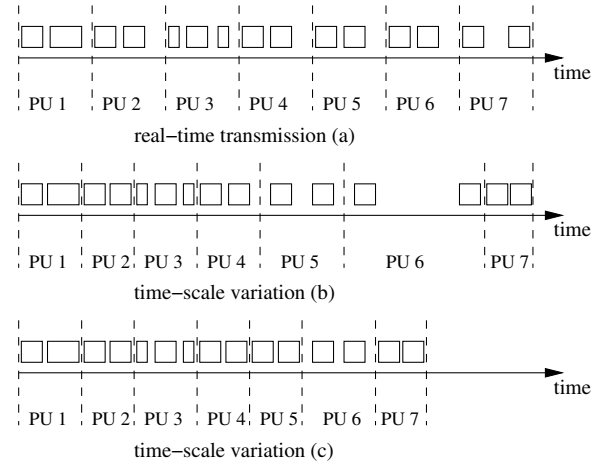 time
PU 1 PU 2 PU 3 PU 4 PU 5 PU 6 PU 7
real−time transmission (a)
time
PU 1 PU 2 PU 3 PU 4 PU 5 PU 6 PU 7
time−scale variation (b)
time
PU 1 PU 2 PU 3 PU 4 PU 5 PU 6 PU 7
time−scale variation (c)